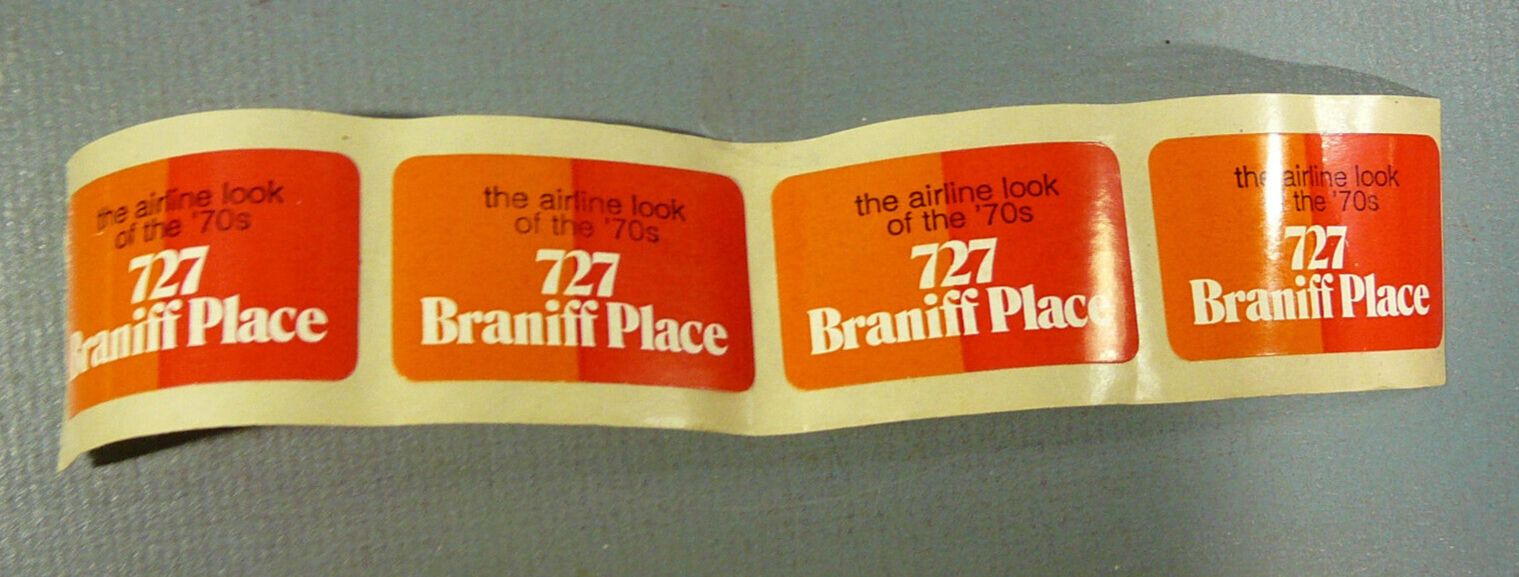 the airline look
of the '70s
727
Braniff Place
the airline look
of the '70s
727
Braniff Place
the airline look
of the '70s
727
Braniff Place
the airline look
the '70s
727
Braniff Place